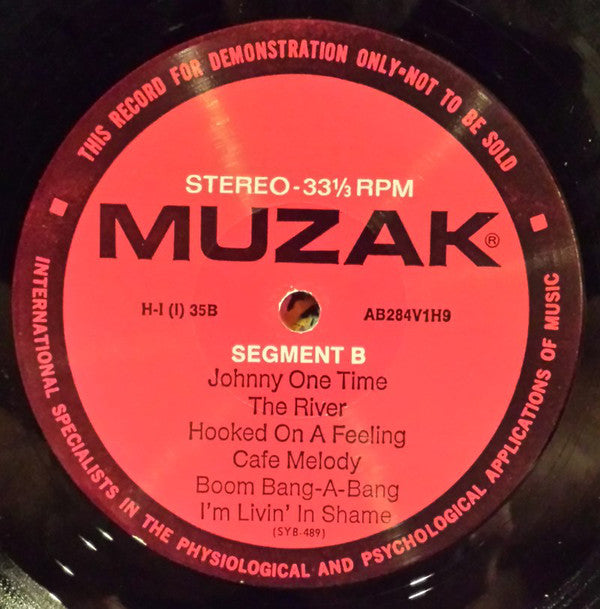 THIS RECORD FOR DEMONSTRATION ONLY-NOT TO BE SOLD
STEREO - 33⅓ RPM
MUZAK®
H-I (I) 35B
AB284V1H9
SEGMENT B
Johnny One Time
The River
Hooked On A Feeling
Cafe Melody
Boom Bang-A-Bang
I'm Livin' In Shame
(SYB-489)
INTERNATIONAL SPECIALISTS IN THE PHYSIOLOGICAL AND PSYCHOLOGICAL APPLICATIONS OF MUSIC